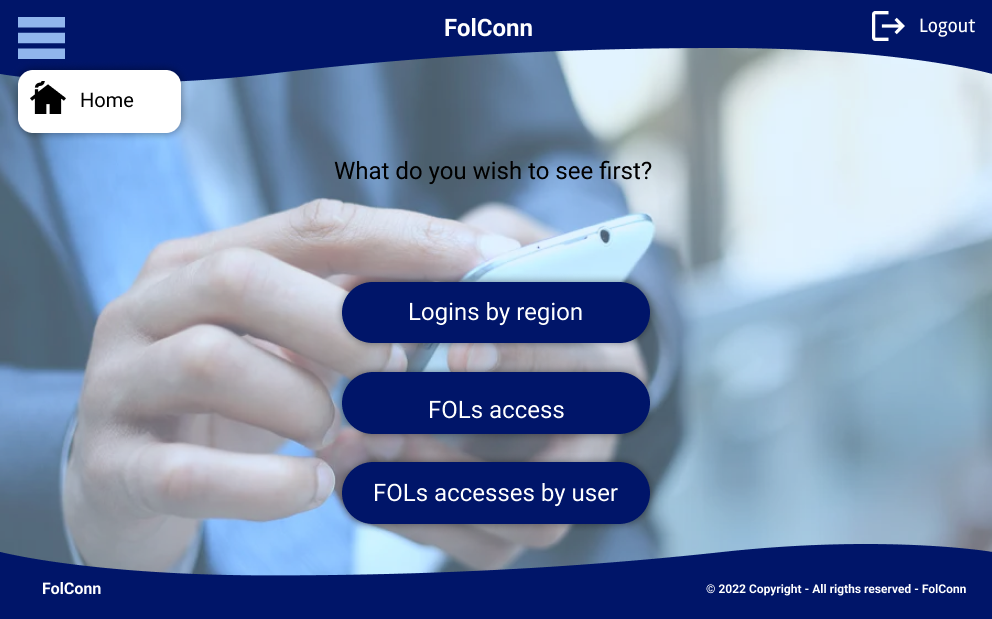 FolConn
Logout
Home
What do you wish to see first?
Logins by region
FOLs access
FOLs accesses by user
FolConn
© 2022 Copyright - All rigths reserved - FolConn